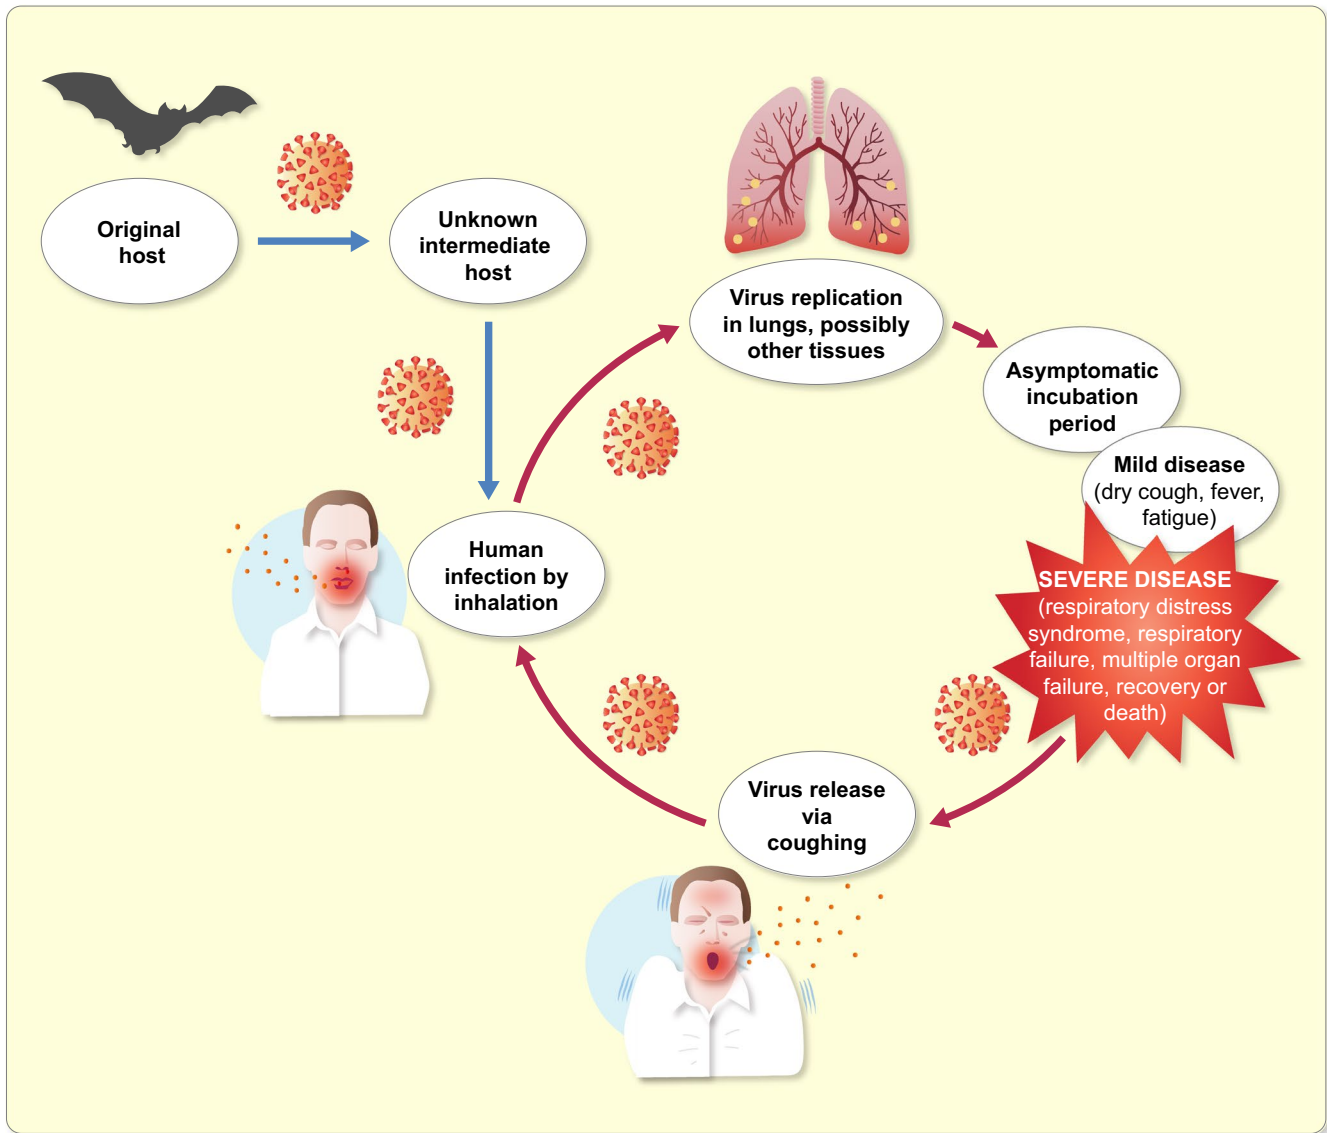 Original
host
Unknown
intermediate
host
Virus replication
in lungs, possibly
other tissues
Asymptomatic
incubation
period
Mild disease
(dry cough, fever,
fatigue)
SEVERE DISEASE
(respiratory distress
syndrome, respiratory
failure, multiple organ
failure, recovery or
death)
Human
infection by
inhalation
Virus release
via
coughing